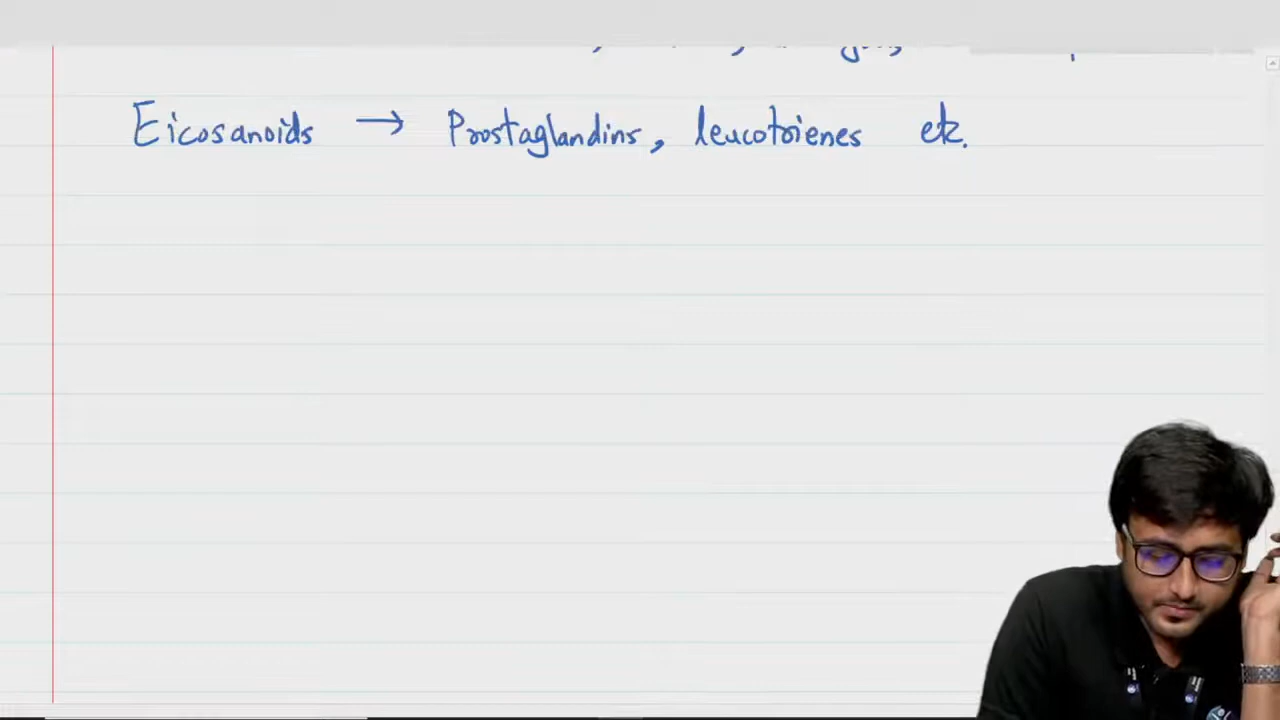 Eicosanoids → Prostaglandins, leucotrienes etc.